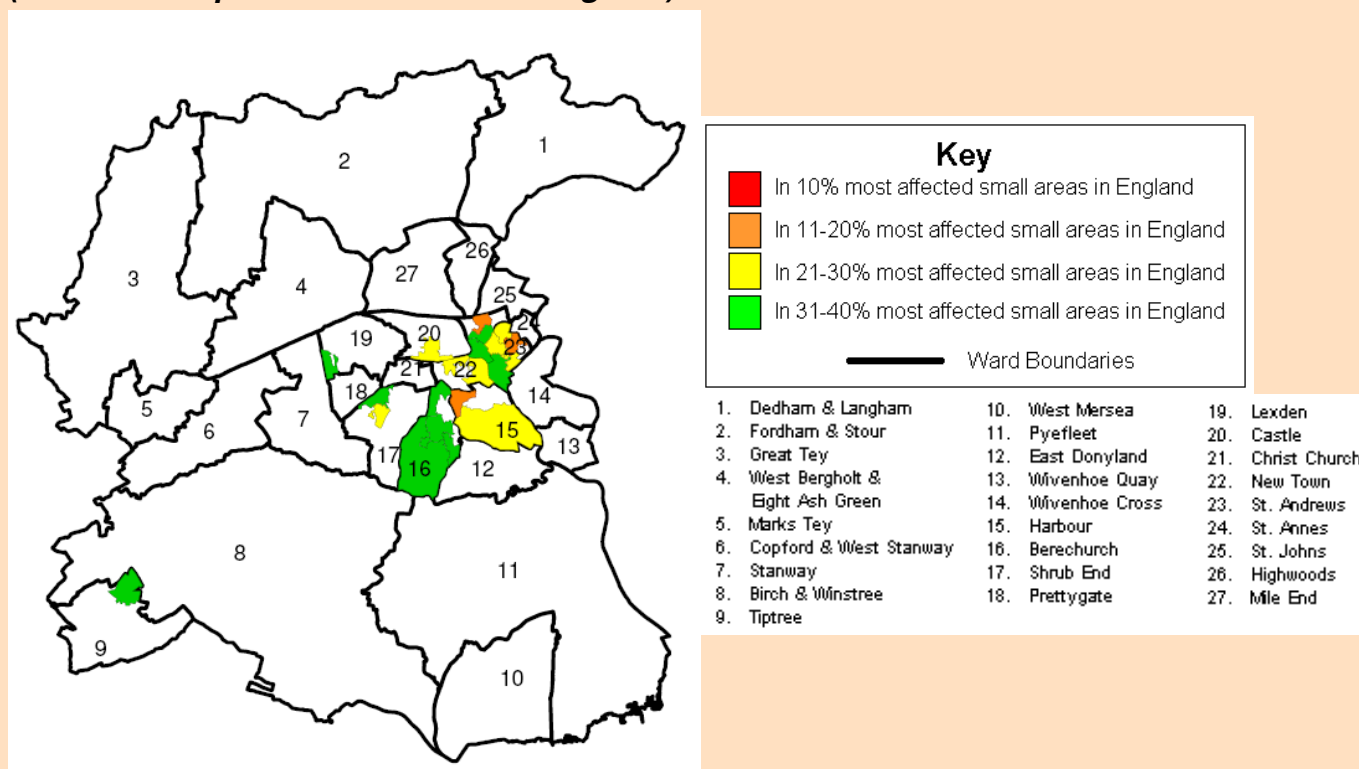 1
2
26
27
3
4
25
24
19
20
23
22
21
14
18
5
7
15
6
13
17
16
12
8
11
9
10
Key
In 10% most affected small areas in England
In 11-20% most affected small areas in England
In 21-30% most affected small areas in England
In 31-40% most affected small areas in England
Ward Boundaries
1. Dedham & Langham
2. Fordham & Stour
3. Great Tey
4. West Bergholt &
Eight Ash Green
5. Marks Tey
6. Copford & West Stanway
7. Stanway
8. Birch & Winstree
9. Tiptree
10. West Mersea
11. Pyefleet
12. East Donyland
13. Wivenhoe Quay
14. Wivenhoe Cross
15. Harbour
16. Berechurch
17. Shrub End
18. Prettygate
19. Lexden
20. Castle
21. Christ Church
22. New Town
23. St. Andrews
24. St. Annes
25. St. Johns
26. Highwoods
27. Mile End